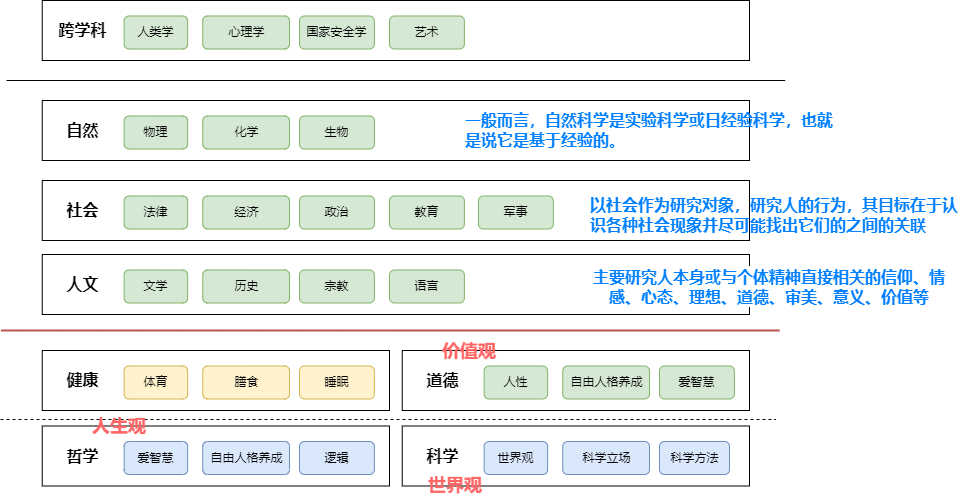 跨学科 人类学 心理学 国家安全学 艺术
自然 物理 化学 生物
一般而言，自然科学是实验科学或日经验科学，也就
是说它是基于经验的。
社会 法律 经济 政治 教育 军事
以社会作为研究对象，研究人的行为，其目标在于认
识各种社会现象并尽可能找出它们的之间的关联
人文 文学 历史 宗教 语言
主要研究人本身或与个体精神直接相关的信仰、情
感、心态、理想、道德、审美、意义、价值等
价值观
健康 体育 膳食 睡眠
道德 人性 自由人格养成 爱智慧
人生观
哲学 爱智慧 自由人格养成 逻辑
科学 世界观 科学立场 科学方法
世界观